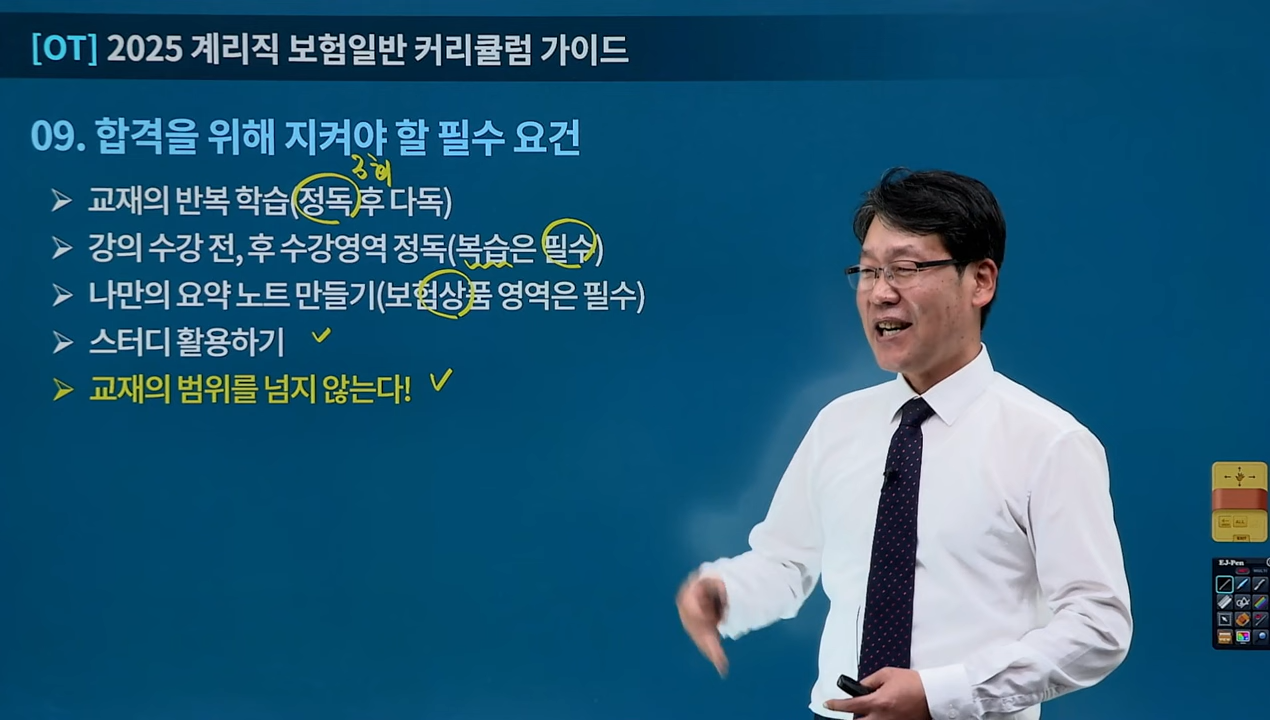 [OT] 2025 계리직 보험일반 커리큘럼 가이드
09. 합격을 위해 지켜야 할 필수 요건
3회
➢ 교재의 반복 학습(정독 후 다독)
➢ 강의 수강 전, 후 수강영역 정독(복습은 필수)
➢ 나만의 요약 노트 만들기(보험상품 영역은 필수)
➢ 스터디 활용하기
➢ 교재의 범위를 넘지 않는다!
EJ-Pen